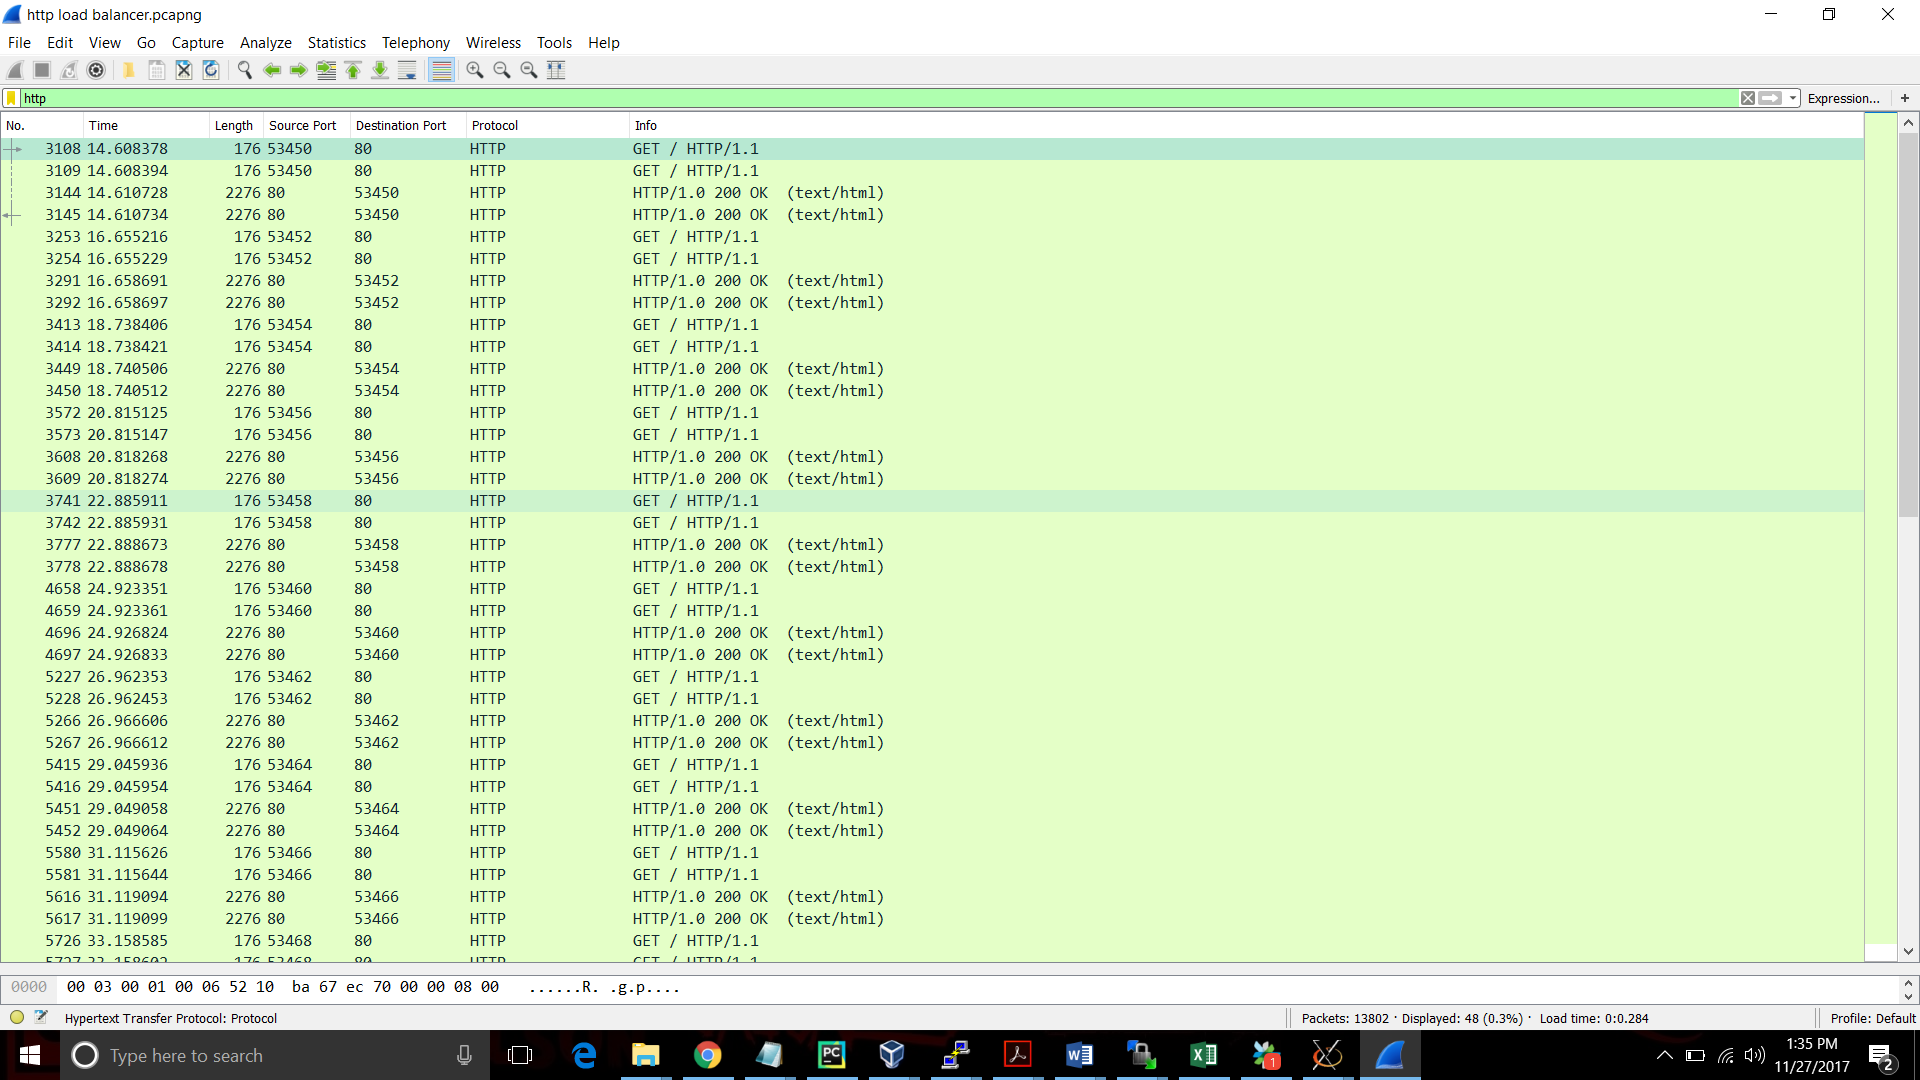 http load balancer.pcapng
File Edit View Go Capture Analyze Statistics Telephony Wireless Tools Help
http Expression... +
No. Time Length Source Port Destination Port Protocol Info
3108 14.608378 176 53450 80 HTTP GET / HTTP/1.1
3109 14.608394 176 53450 80 HTTP GET / HTTP/1.1
3144 14.610728 2276 80 53450 HTTP HTTP/1.0 200 OK (text/html)
3145 14.610734 2276 80 53450 HTTP HTTP/1.0 200 OK (text/html)
3253 16.655216 176 53452 80 HTTP GET / HTTP/1.1
3254 16.655229 176 53452 80 HTTP GET / HTTP/1.1
3291 16.658691 2276 80 53452 HTTP HTTP/1.0 200 OK (text/html)
3292 16.658697 2276 80 53452 HTTP HTTP/1.0 200 OK (text/html)
3413 18.738406 176 53454 80 HTTP GET / HTTP/1.1
3414 18.738421 176 53454 80 HTTP GET / HTTP/1.1
3449 18.740506 2276 80 53454 HTTP HTTP/1.0 200 OK (text/html)
3450 18.740512 2276 80 53454 HTTP HTTP/1.0 200 OK (text/html)
3572 20.815125 176 53456 80 HTTP GET / HTTP/1.1
3573 20.815147 176 53456 80 HTTP GET / HTTP/1.1
3608 20.818268 2276 80 53456 HTTP HTTP/1.0 200 OK (text/html)
3609 20.818274 2276 80 53456 HTTP HTTP/1.0 200 OK (text/html)
3741 22.885911 176 53458 80 HTTP GET / HTTP/1.1
3742 22.885931 176 53458 80 HTTP GET / HTTP/1.1
3777 22.888673 2276 80 53458 HTTP HTTP/1.0 200 OK (text/html)
3778 22.888678 2276 80 53458 HTTP HTTP/1.0 200 OK (text/html)
4658 24.923351 176 53460 80 HTTP GET / HTTP/1.1
4659 24.923361 176 53460 80 HTTP GET / HTTP/1.1
4696 24.926824 2276 80 53460 HTTP HTTP/1.0 200 OK (text/html)
4697 24.926833 2276 80 53460 HTTP HTTP/1.0 200 OK (text/html)
5227 26.962353 176 53462 80 HTTP GET / HTTP/1.1
5228 26.962453 176 53462 80 HTTP GET / HTTP/1.1
5266 26.966606 2276 80 53462 HTTP HTTP/1.0 200 OK (text/html)
5267 26.966612 2276 80 53462 HTTP HTTP/1.0 200 OK (text/html)
5415 29.045936 176 53464 80 HTTP GET / HTTP/1.1
5416 29.045954 176 53464 80 HTTP GET / HTTP/1.1
5451 29.049058 2276 80 53464 HTTP HTTP/1.0 200 OK (text/html)
5452 29.049064 2276 80 53464 HTTP HTTP/1.0 200 OK (text/html)
5580 31.115626 176 53466 80 HTTP GET / HTTP/1.1
5581 31.115644 176 53466 80 HTTP GET / HTTP/1.1
5616 31.119094 2276 80 53466 HTTP HTTP/1.0 200 OK (text/html)
5617 31.119099 2276 80 53466 HTTP HTTP/1.0 200 OK (text/html)
5726 33.158585 176 53468 80 HTTP GET / HTTP/1.1
5727 33.158602 176 53468 80 HTTP GET / HTTP/1.1
0000 00 03 00 01 00 06 52 10 ba 67 ec 70 00 00 08 00 ......R. .g.p....
Hypertext Transfer Protocol: Protocol Packets: 13802 · Displayed: 48 (0.3%) · Load time: 0:0.284 Profile: Default
Type here to search
1:35 PM
11/27/2017
2